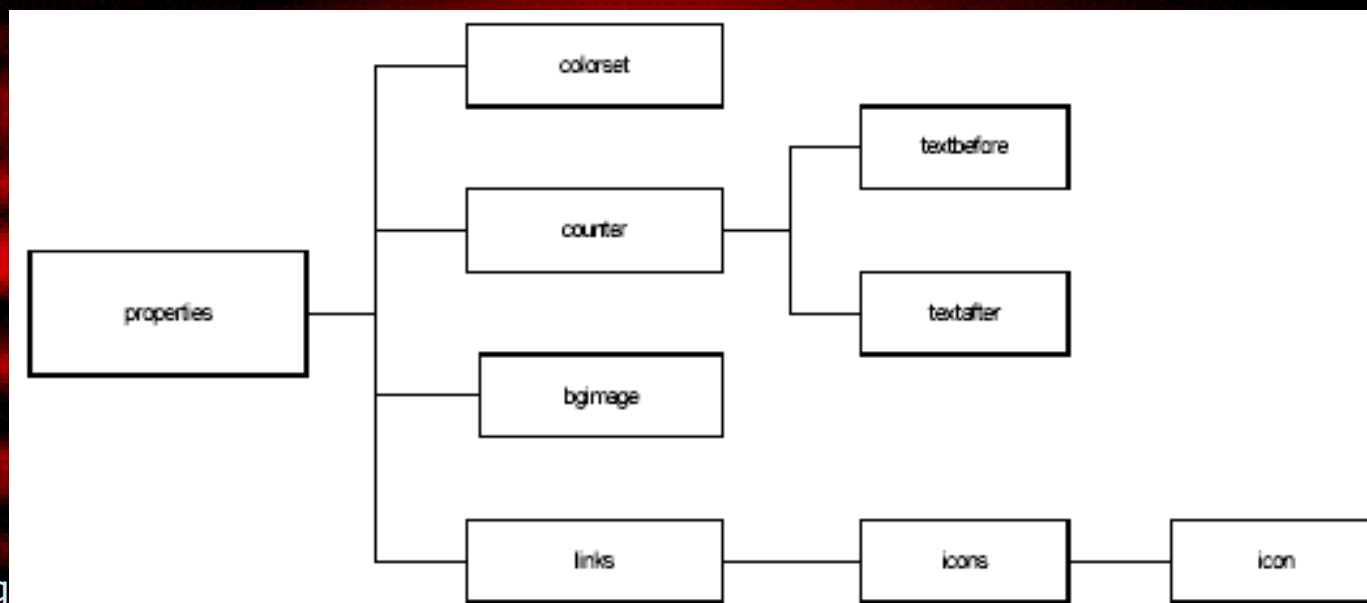 colorset
textbefore
counter
properties
textafter
bgimage
links
icons
icon